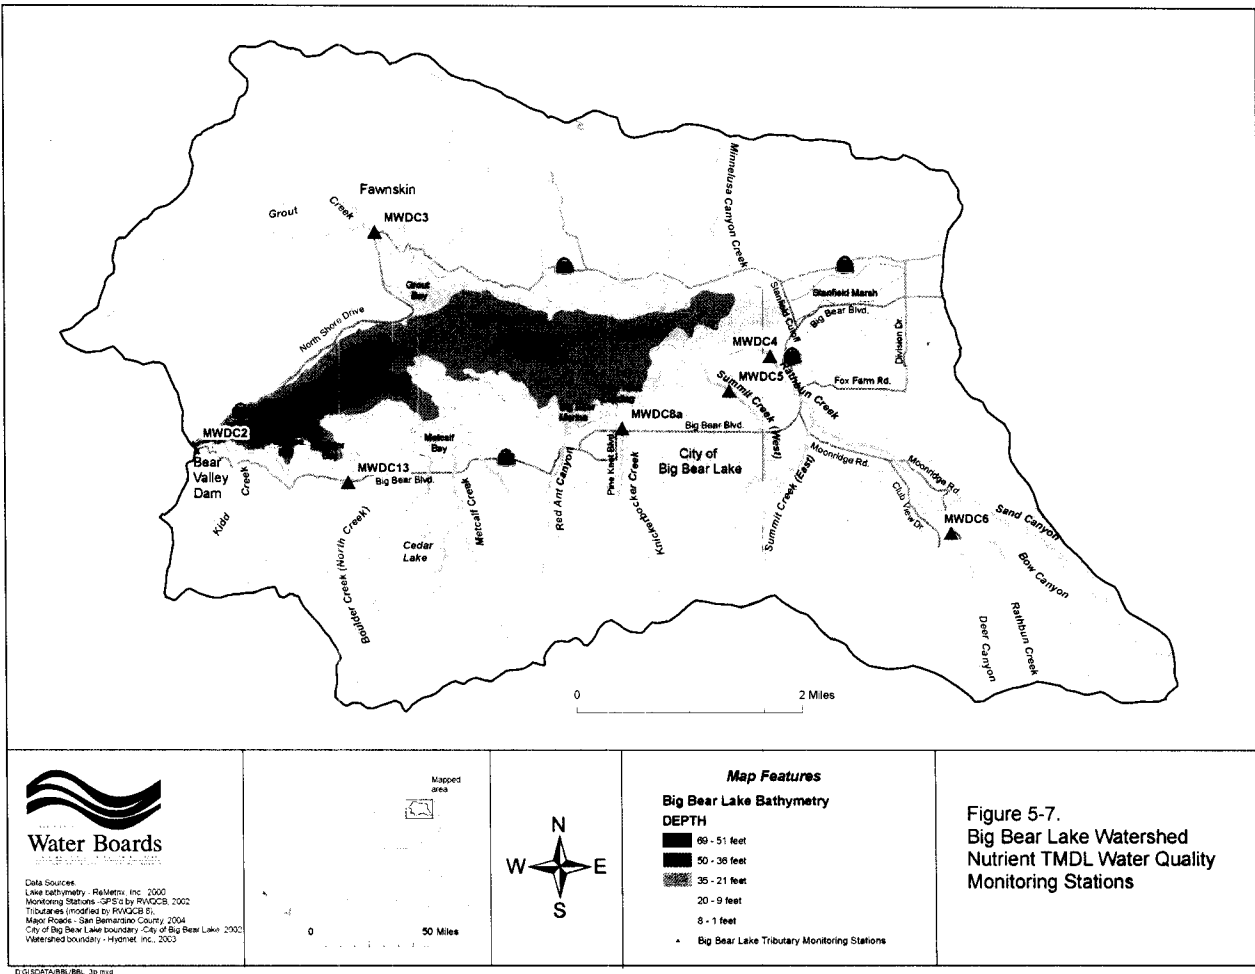 Fawnskin
Grout
Creek
MWDC3
Minnelusa Canyon Creek
Grout
Bay
North Shore Drive
Stanfield Cutoff
Stanfield Marsh
Big Bear Blvd.
Division Dr.
MWDC4
MWDC5
Rathbun Creek
Fox Farm Rd.
Summit Creek (West)
MWDC8a
Big Bear
Marina
Big Bear Blvd.
MWDC2
Bear
Valley
Dam
Kidd
Creek
MWDC13
Big Bear Blvd.
Metcalf
Bay
Metcalf Creek
Red Ant Canyon
Pine Knot Blvd.
Knickerbocker Creek
City of
Big Bear Lake
Summit Creek (East)
Moonridge Rd.
Moonridge Rd.
Club View Dr.
MWDC6
Sand Canyon
Bow Canyon
Rathbun Creek
Deer Canyon
Boulder Creek (North Creek)
Cedar
Lake
0
2 Miles
Water Boards
Data Sources:
Lake bathymetry - ReMetrix, Inc. 2000
Monitoring Stations - GPS'd by RWQCB, 2002
Tributaries (modified by RWQCB 8),
Major Roads - San Bernardino County, 2004
City of Big Bear Lake boundary - City of Big Bear Lake, 2002
Watershed boundary - Hydmet, Inc., 2003
Mapped
area
0
50 Miles
N
W
E
S
Map Features
Big Bear Lake Bathymetry
DEPTH
69 - 51 feet
50 - 36 feet
35 - 21 feet
20 - 9 feet
8 - 1 feet
Big Bear Lake Tributary Monitoring Stations
Figure 5-7.
Big Bear Lake Watershed
Nutrient TMDL Water Quality
Monitoring Stations